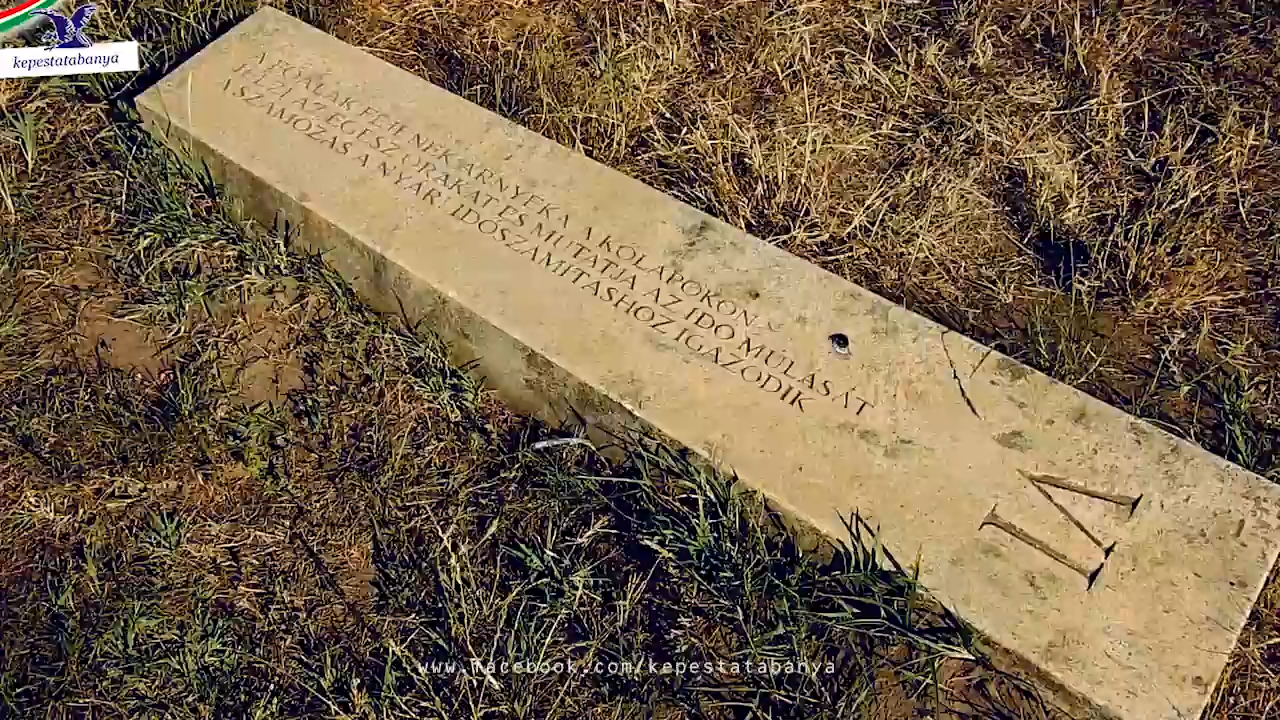 kepestatabanya
A FŐALAK FEJÉNEK ÁRNYÉKA A KŐLAPOKON
JELZI AZ EGÉSZ ÓRÁKAT ÉS MUTATJA AZ IDŐ MÚLÁSÁT
A SZÁMOZÁS A NYÁRI IDŐSZÁMÍTÁSHOZ IGAZODIK
IV
www.facebook.com/kepestatabanya